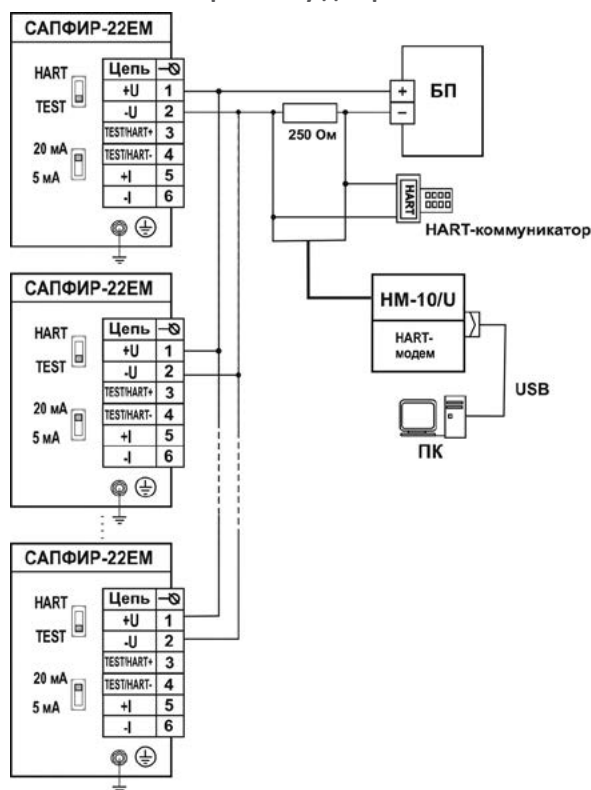 САПФИР-22ЕМ
HART
TEST
20 мА
5 мА
Цепь
+U 1
-U 2
TEST/HART+ 3
TEST/HART- 4
+I 5
-I 6
250 Ом
+
−
БП
HART
HART-коммуникатор
НМ-10/U
HART-
модем
USB
ПК
САПФИР-22ЕМ
HART
TEST
20 мА
5 мА
Цепь
+U 1
-U 2
TEST/HART+ 3
TEST/HART- 4
+I 5
-I 6
САПФИР-22ЕМ
HART
TEST
20 мА
5 мА
Цепь
+U 1
-U 2
TEST/HART+ 3
TEST/HART- 4
+I 5
-I 6